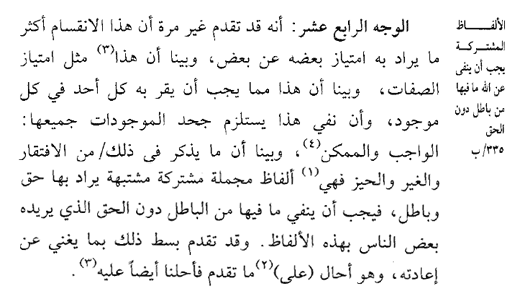 الوجه الرابع عشر: أنه قد تقدم غير مرة أن هذا الانقسام أكثر
ما يراد به امتياز بعضه عن بعض، وبينا أن هذا(٣) مثل امتياز
الصفات، وبينا أن هذا مما يجب أن يقر به كل أحد في كل
موجود، وأن نفي هذا يستلزم جحد الموجودات جميعها:
الواجب والممكن(٤)، وبينا أن ما يذكر فى ذلك/ من الافتقار
والغير والحيز فهي(١) ألفاظ مجملة مشتركة مشتبهة يراد بها حق
وباطل، فيجب أن ينفي ما فيها من الباطل دون الحق الذي يريده
بعض الناس بهذه الألفاظ. وقد تقدم بسط ذلك بما يغني عن
إعادته، وهو أحال (على)(٢) ما تقدم فأحلنا أيضاً عليه(٣).
الألفــــاظ
المشتـركـة
يجب أن ينفى
عن الله ما فيها
من باطل دون
الحق
٣٣٥/ ب